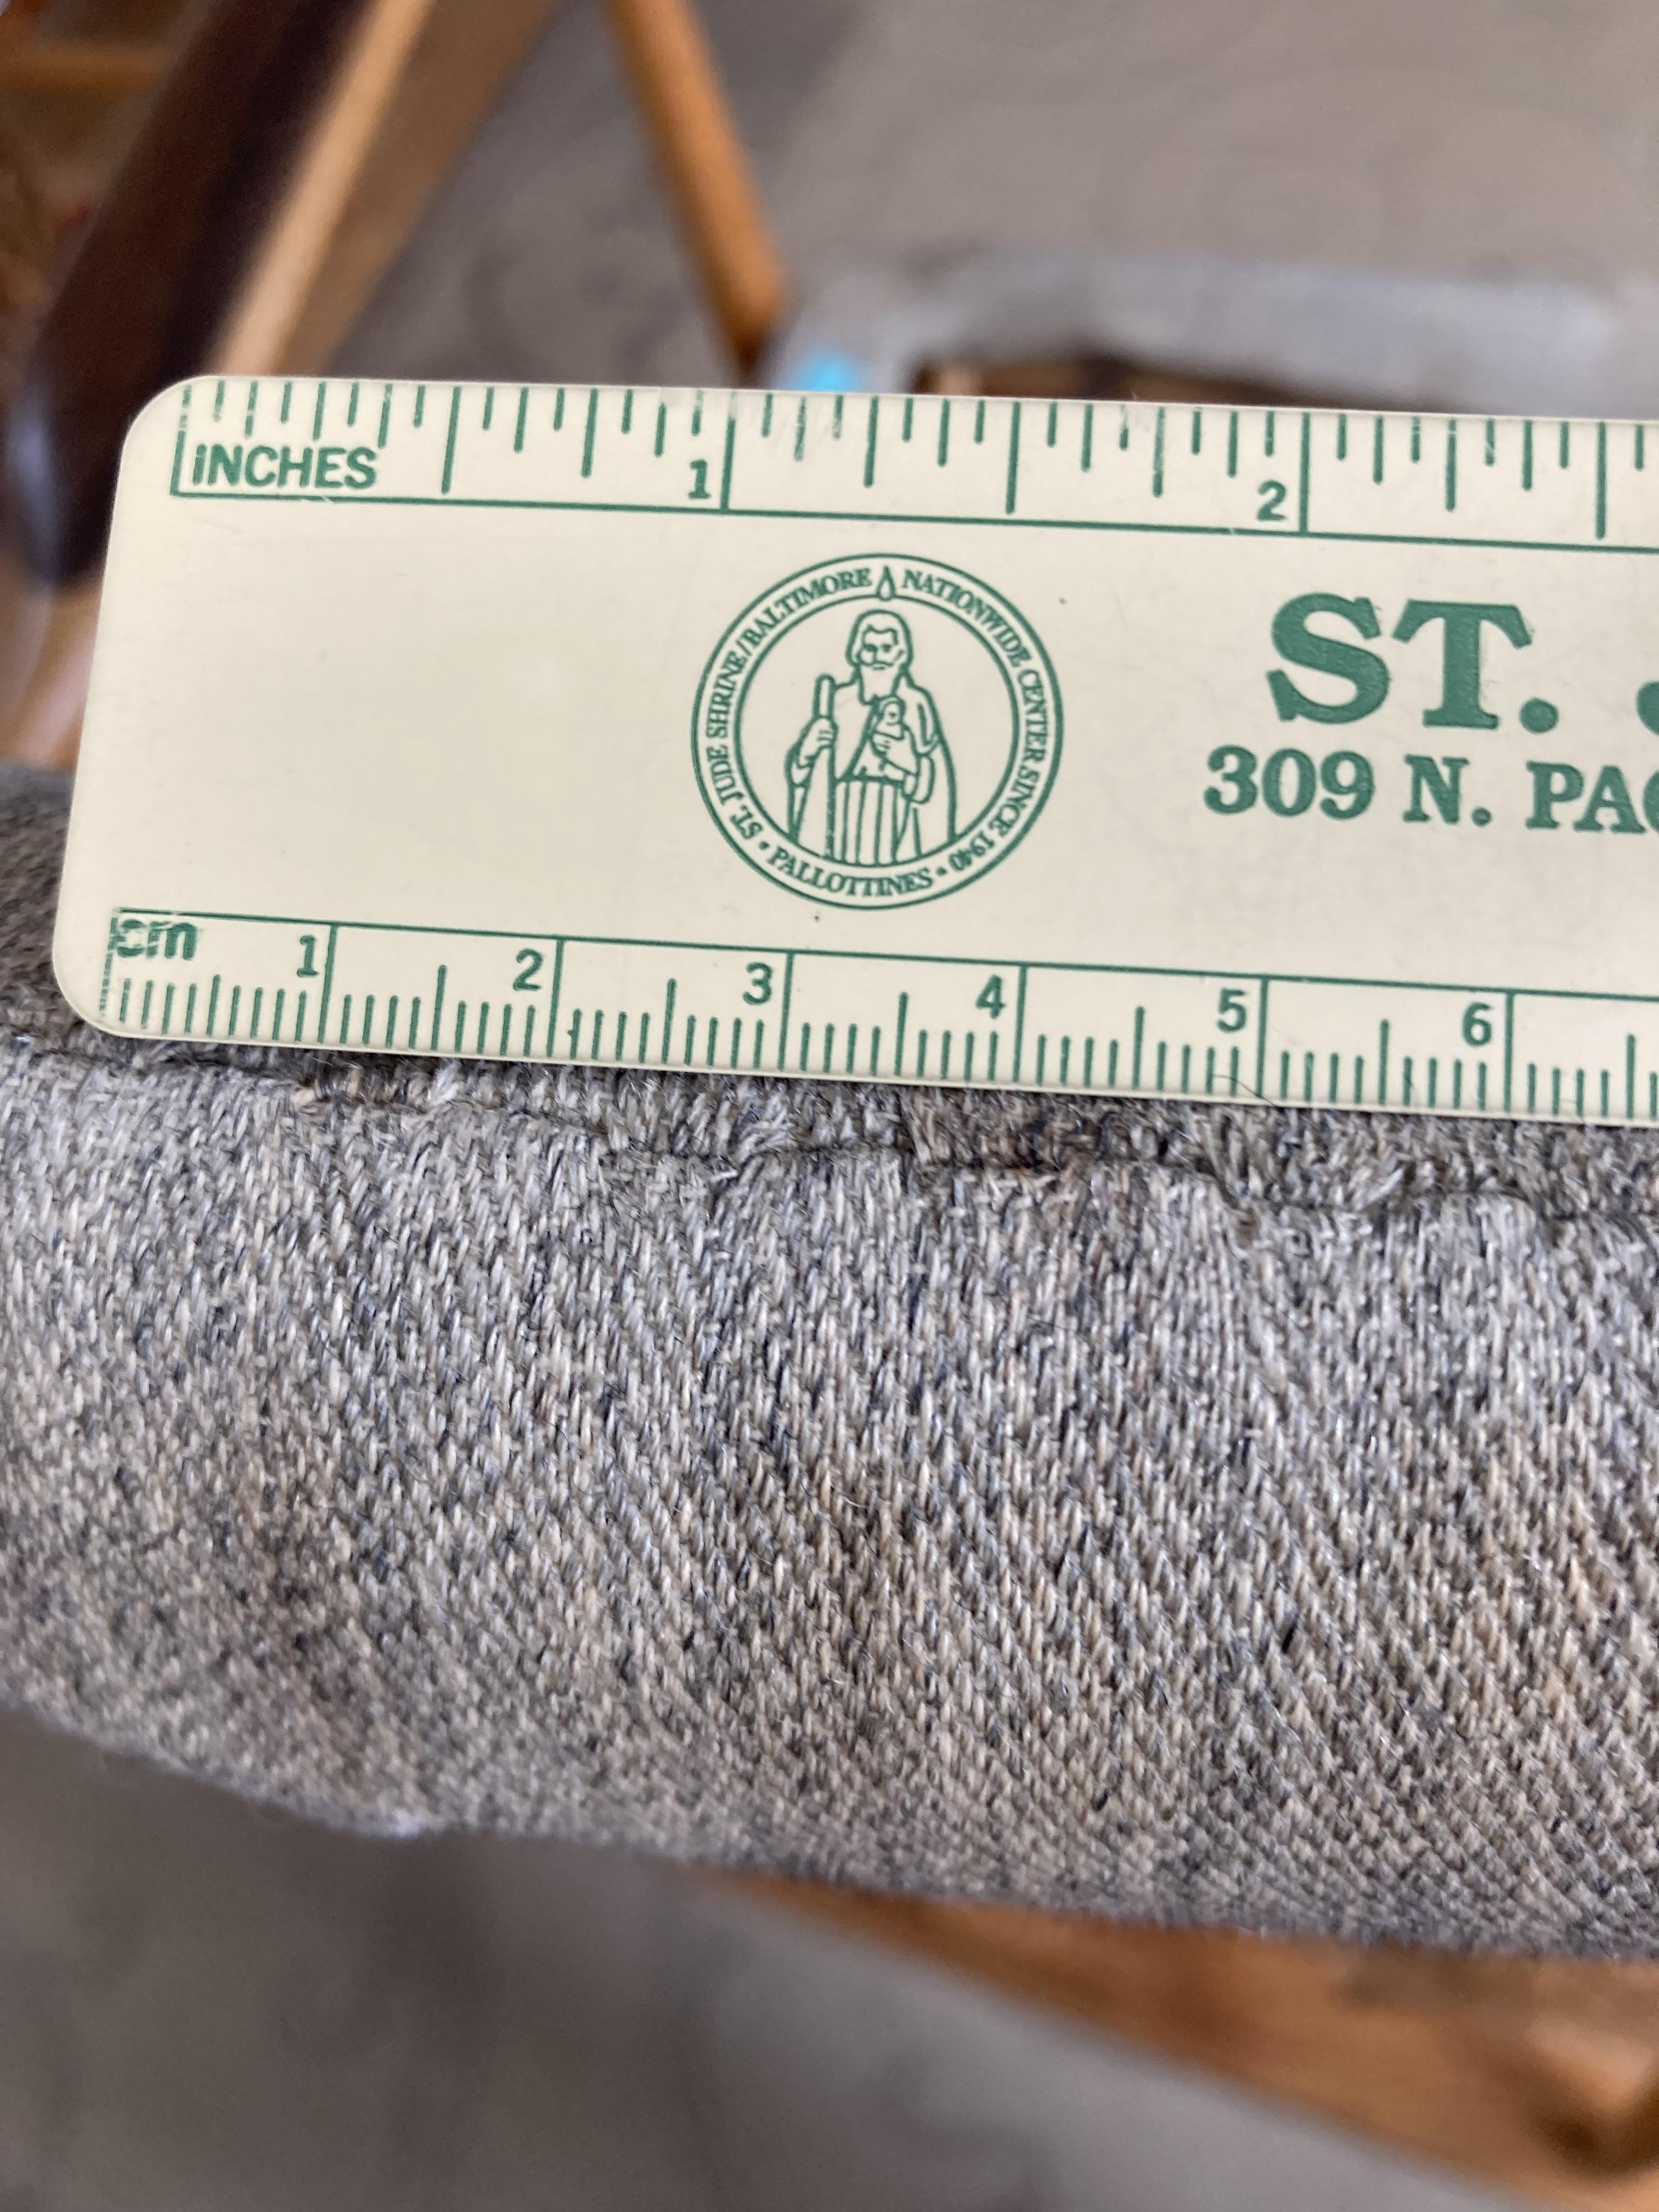 INCHES 1 2
ST. JUDE SHRINE/BALTIMORE NATIONWIDE CENTER SINCE 1940 • PALLOTTINES •
ST.
309 N. PA
cm 1 2 3 4 5 6